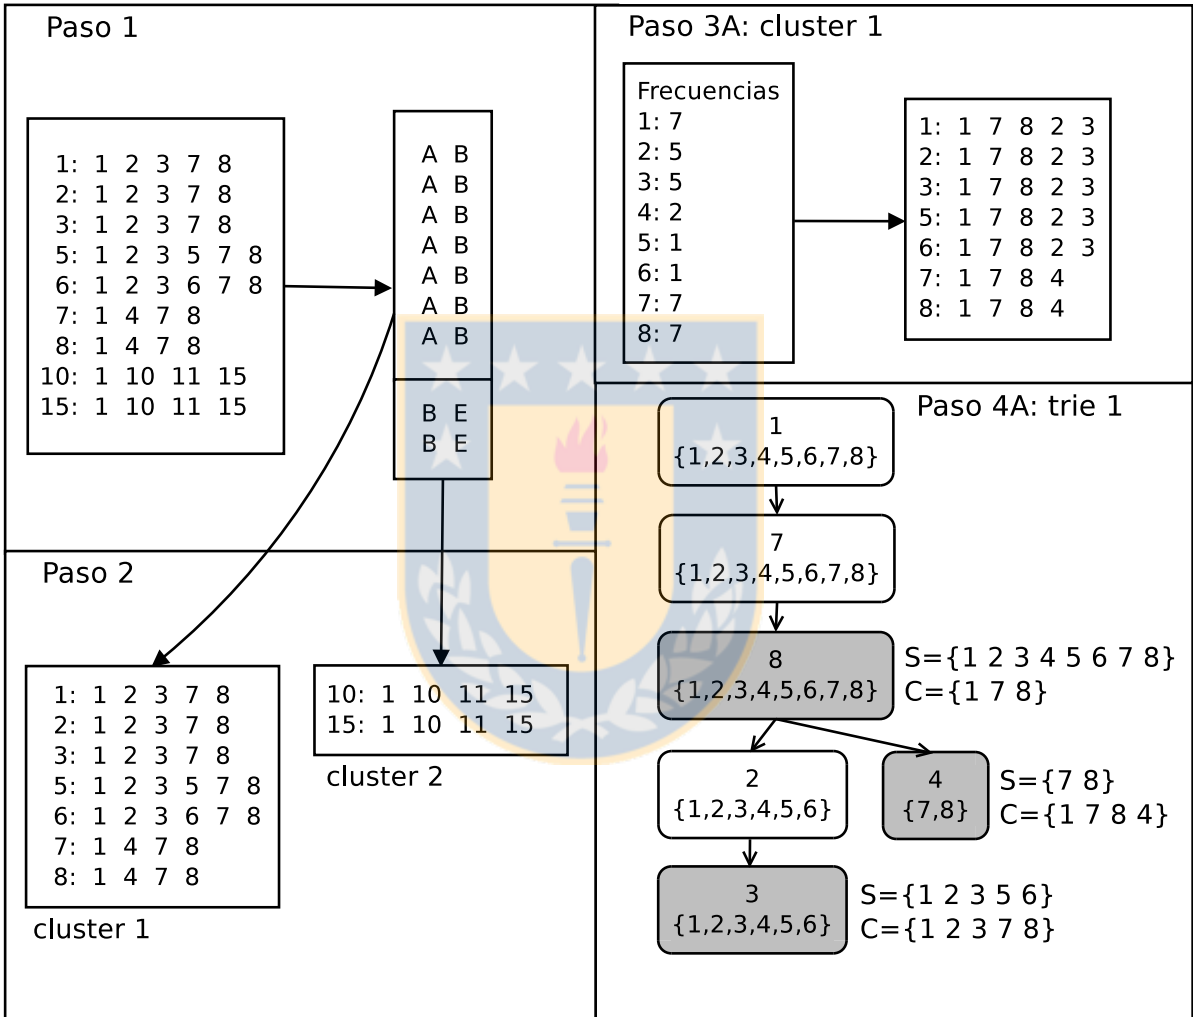 Paso 1
1: 1 2 3 7 8
2: 1 2 3 7 8
3: 1 2 3 7 8
5: 1 2 3 5 7 8
6: 1 2 3 6 7 8
7: 1 4 7 8
8: 1 4 7 8
10: 1 10 11 15
15: 1 10 11 15
A B
A B
A B
A B
A B
A B
A B
B E
B E
Paso 2
1: 1 2 3 7 8
2: 1 2 3 7 8
3: 1 2 3 7 8
5: 1 2 3 5 7 8
6: 1 2 3 6 7 8
7: 1 4 7 8
8: 1 4 7 8
cluster 1
10: 1 10 11 15
15: 1 10 11 15
cluster 2
Paso 3A: cluster 1
Frecuencias
1: 7
2: 5
3: 5
4: 2
5: 1
6: 1
7: 7
8: 7
1: 1 7 8 2 3
2: 1 7 8 2 3
3: 1 7 8 2 3
5: 1 7 8 2 3
6: 1 7 8 2 3
7: 1 7 8 4
8: 1 7 8 4
Paso 4A: trie 1
1
{1,2,3,4,5,6,7,8}
7
{1,2,3,4,5,6,7,8}
8
{1,2,3,4,5,6,7,8}
S={1 2 3 4 5 6 7 8}
C={1 7 8}
2
{1,2,3,4,5,6}
4
{7,8}
S={7 8}
C={1 7 8 4}
3
{1,2,3,4,5,6}
S={1 2 3 5 6}
C={1 2 3 7 8}